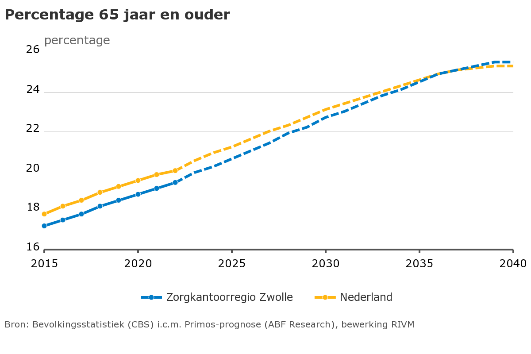 Percentage 65 jaar en ouder
percentage
26
24
22
20
18
16
2015 2020 2025 2030 2035 2040
Zorgkantoorregio Zwolle Nederland
Bron: Bevolkingsstatistiek (CBS) i.c.m. Primos-prognose (ABF Research), bewerking RIVM